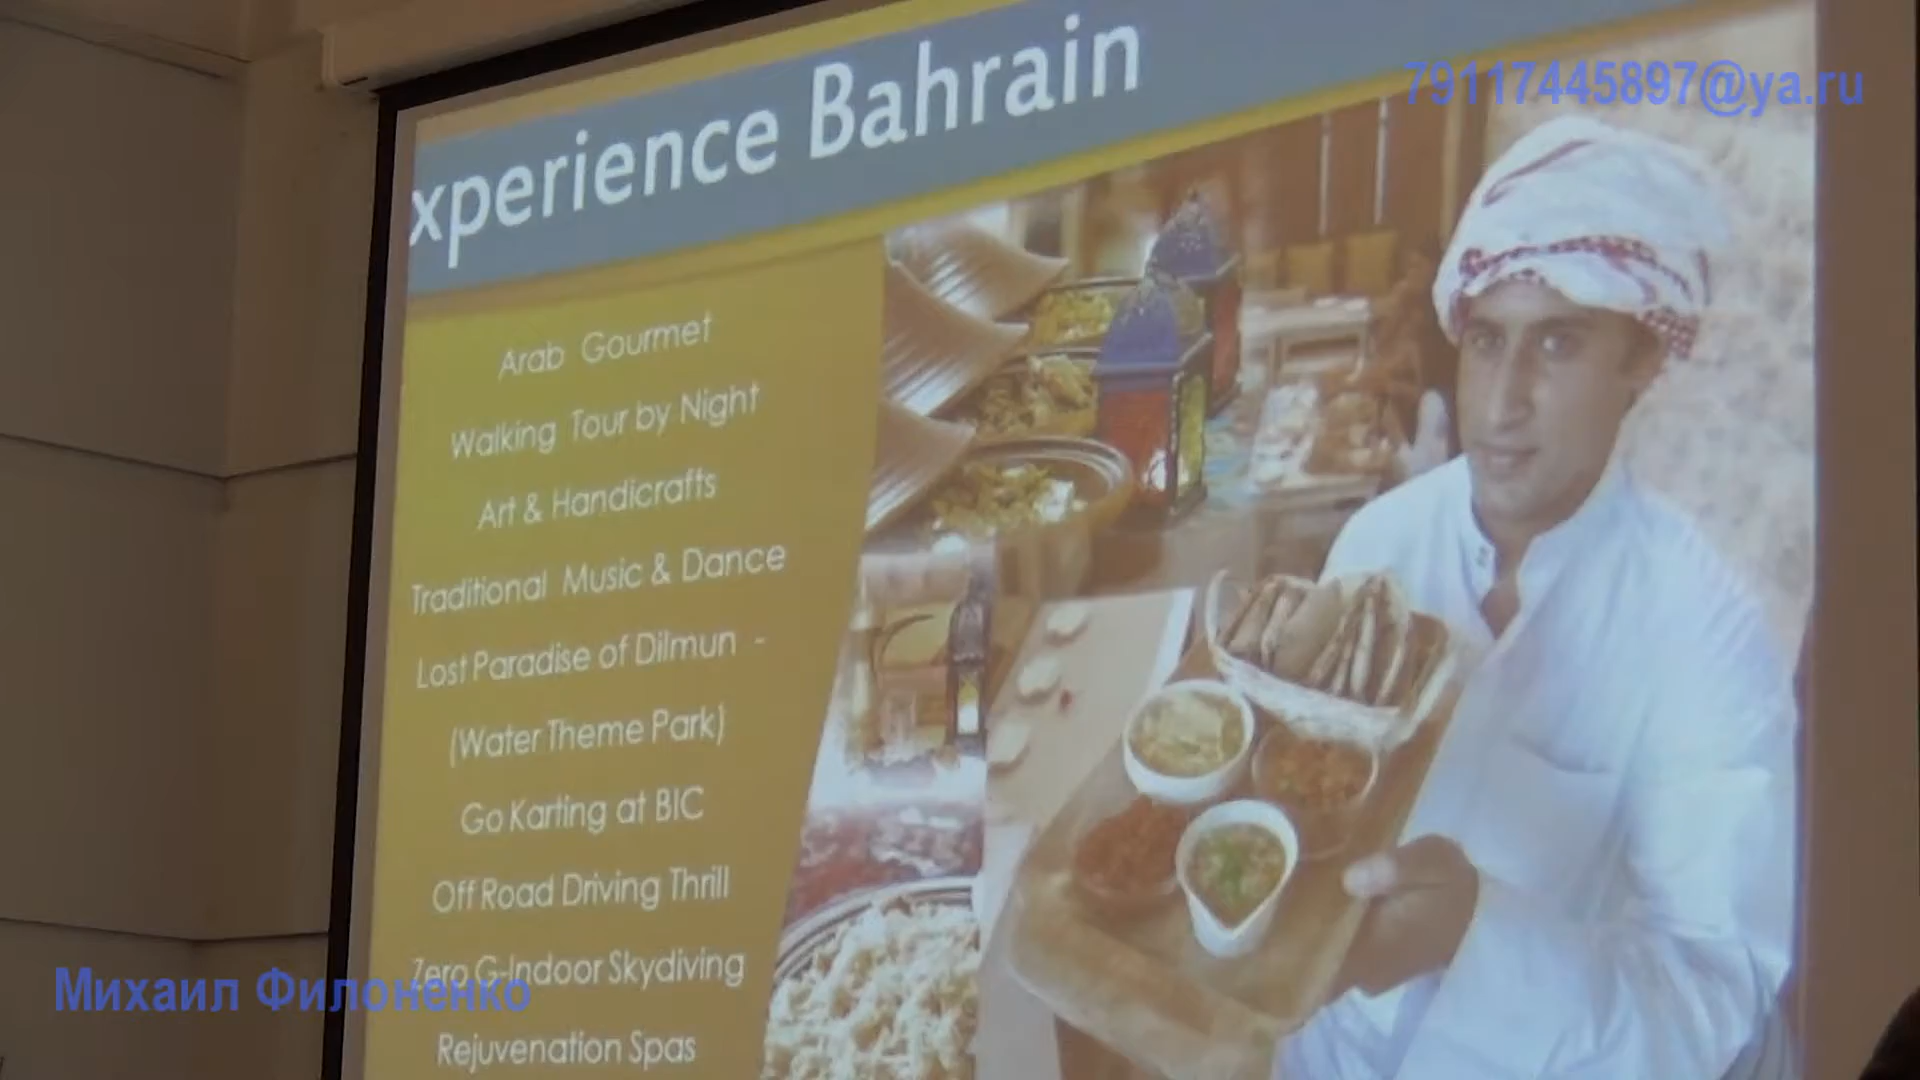 xperience Bahrain
79117445897@ya.ru
Arab Gourmet
Walking Tour by Night
Art & Handicrafts
Traditional Music & Dance
Lost Paradise of Dilmun -
(Water Theme Park)
Go Karting at BIC
Off Road Driving Thrill
Zero G-Indoor Skydiving
Михаил Филоненко
Rejuvenation Spas